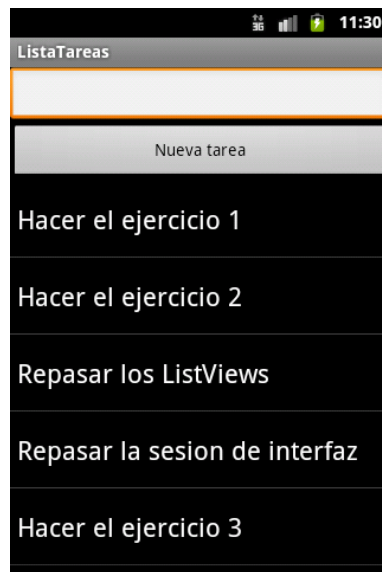 3G 11:30
ListaTareas
Nueva tarea
Hacer el ejercicio 1
Hacer el ejercicio 2
Repasar los ListViews
Repasar la sesion de interfaz
Hacer el ejercicio 3